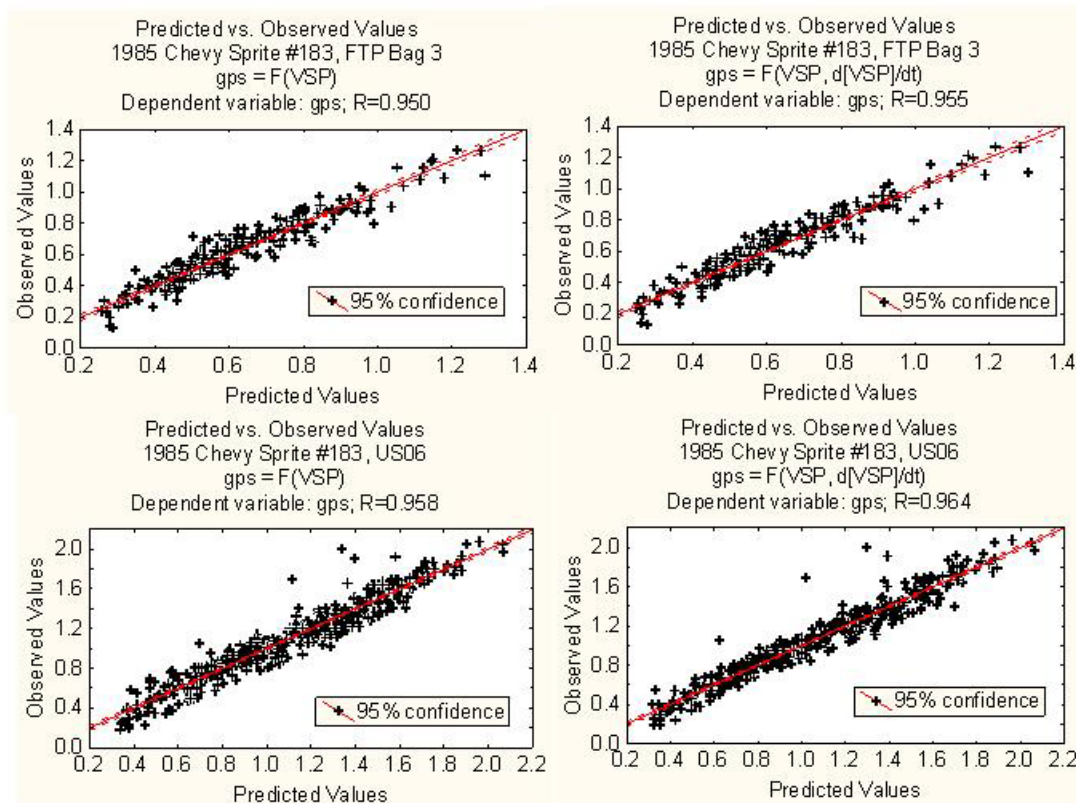 Predicted vs. Observed Values
1985 Chevy Sprite #183, FTP Bag 3
gps = F(VSP)
Dependent variable: gps; R=0.950
1.4
1.2
1.0
0.8
0.6
0.4
0.2
0.0
Observed Values
95% confidence
0.2 0.4 0.6 0.8 1.0 1.2 1.4
Predicted Values
Predicted vs. Observed Values
1985 Chevy Sprite #183, FTP Bag 3
gps = F(VSP, d[VSP]/dt)
Dependent variable: gps; R=0.955
1.4
1.2
1.0
0.8
0.6
0.4
0.2
0.0
Observed Values
95% confidence
0.2 0.4 0.6 0.8 1.0 1.2 1.4
Predicted Values
Predicted vs. Observed Values
1985 Chevy Sprite #183, US06
gps = F(VSP)
Dependent variable: gps; R=0.958
2.0
1.6
1.2
0.8
0.4
0.0
Observed Values
95% confidence
0.2 0.4 0.6 0.8 1.0 1.2 1.4 1.6 1.8 2.0 2.2
Predicted Values
Predicted vs. Observed Values
1985 Chevy Sprite #183, US06
gps = F(VSP, d[VSP]/dt)
Dependent variable: gps; R=0.964
2.0
1.6
1.2
0.8
0.4
0.0
Observed Values
95% confidence
0.2 0.4 0.6 0.8 1.0 1.2 1.4 1.6 1.8 2.0 2.2
Predicted Values